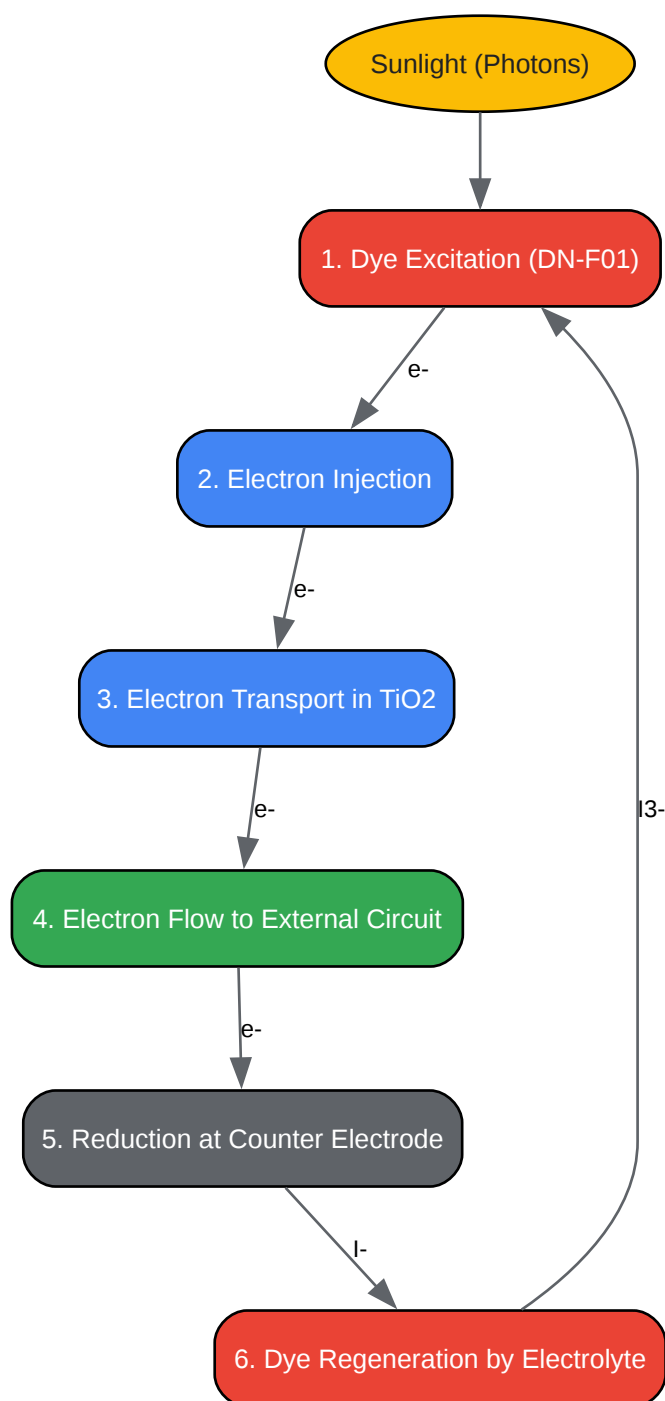 Sunlight (Photons)
1. Dye Excitation (DN-F01)
e-
2. Electron Injection
e-
3. Electron Transport in TiO2
e-
I3-
4. Electron Flow to External Circuit
e-
5. Reduction at Counter Electrode
I-
6. Dye Regeneration by Electrolyte